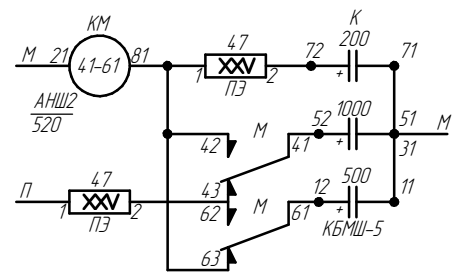 КМ
47
К
М 21 41-61 81 1 2 72 200 71
+
ПЭ
АНШ2
520
42 М 41 52 1000 51 М
+
31
П 47 43
1 2 62 М 61 12 500 11
+
ПЭ
КБМШ-5
63